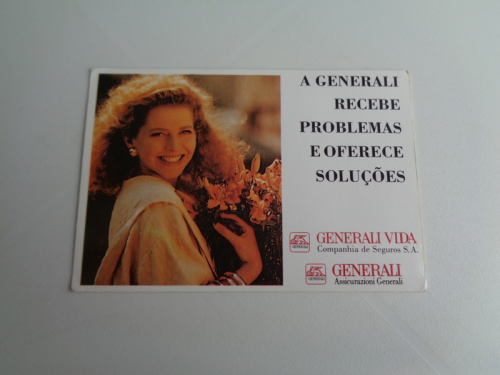 A GENERALI
RECEBE
PROBLEMAS
E OFERECE
SOLUÇÕES
GENERALI VIDA
Companhia de Seguros S.A.
GENERALI
Assicurazioni Generali